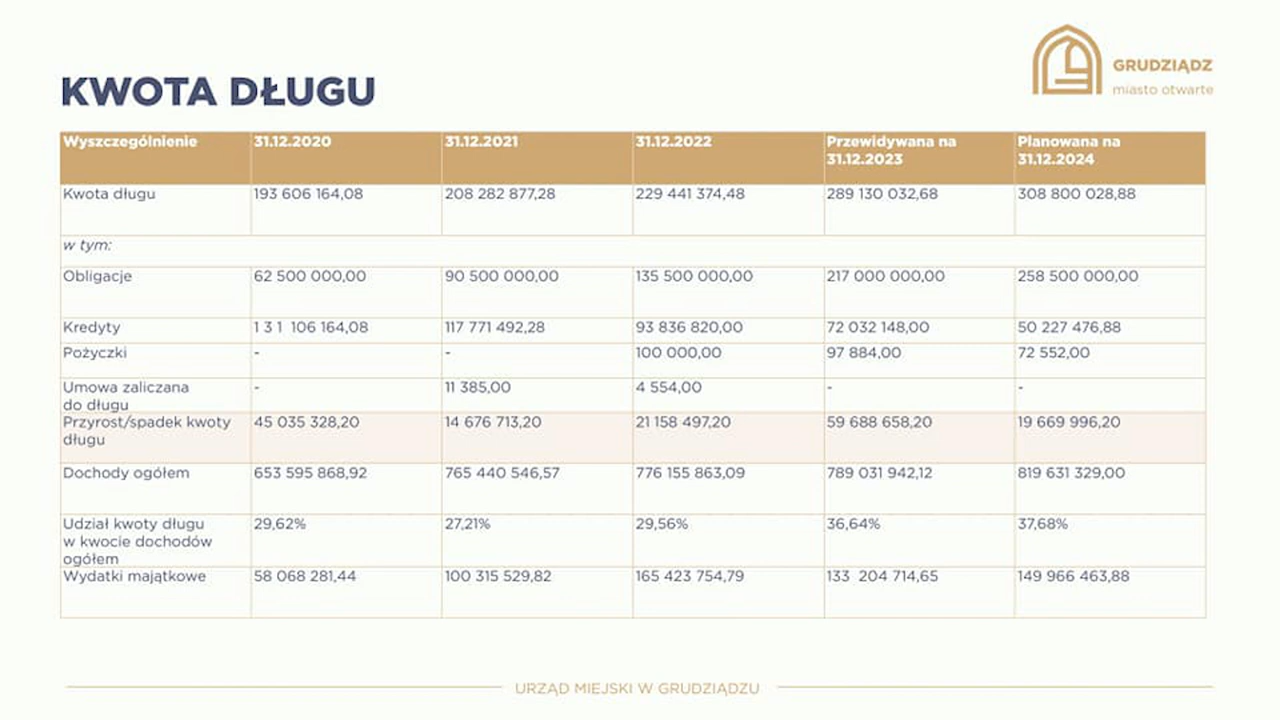 GRUDZIĄDZ
miasto otwarte
KWOTA DŁUGU
Wyszczególnienie 31.12.2020 31.12.2021 31.12.2022 Przewidywana na 31.12.2023 Planowana na 31.12.2024
Kwota długu 193 606 164,08 208 282 877,28 229 441 374,48 289 130 032,68 308 800 028,88
w tym:
Obligacje 62 500 000,00 90 500 000,00 135 500 000,00 217 000 000,00 258 500 000,00
Kredyty 1 3 1 106 164,08 117 771 492,28 93 836 820,00 72 032 148,00 50 227 476,88
Pożyczki - - 100 000,00 97 884,00 72 552,00
Umowa zaliczana do długu - 11 385,00 4 554,00 - -
Przyrost/spadek kwoty długu 45 035 328,20 14 676 713,20 21 158 497,20 59 688 658,20 19 669 996,20
Dochody ogółem 653 595 868,92 765 440 546,57 776 155 863,09 789 031 942,12 819 631 329,00
Udział kwoty długu w kwocie dochodów ogółem 29,62% 27,21% 29,56% 36,64% 37,68%
Wydatki majątkowe 58 068 281,44 100 315 529,82 165 423 754,79 133 204 714,65 149 966 463,88
URZĄD MIEJSKI W GRUDZIĄDZU